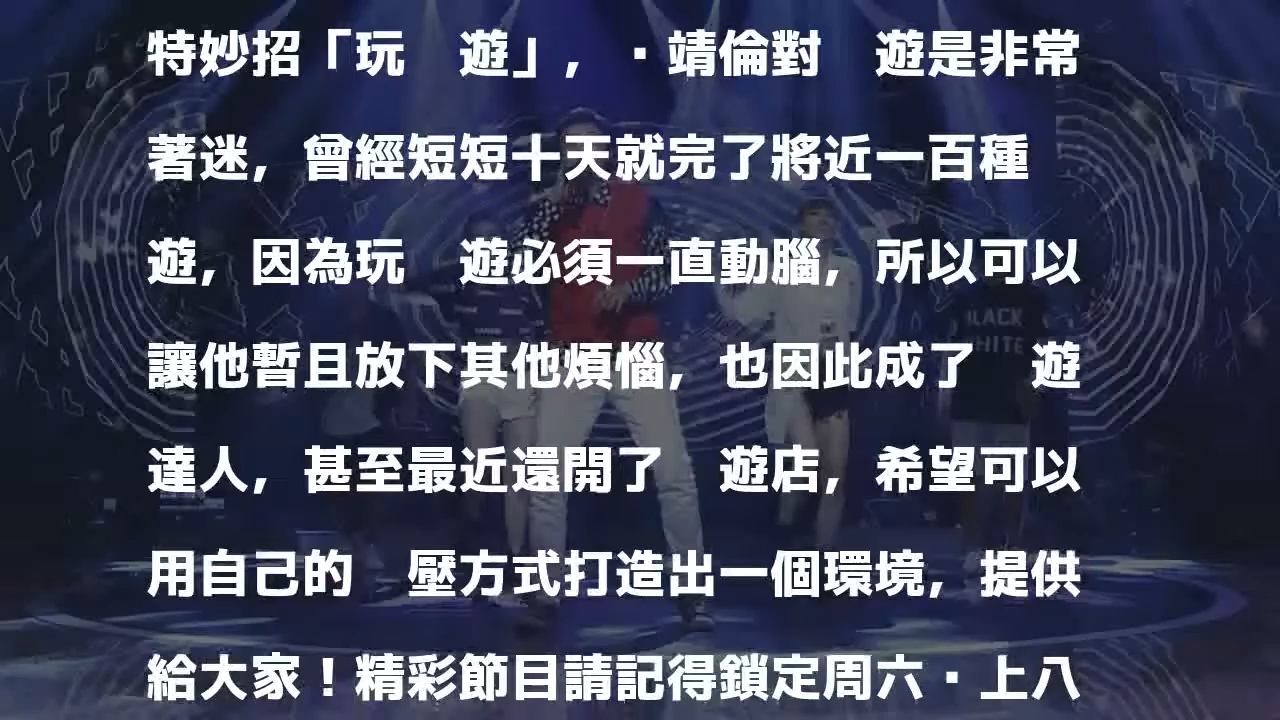 特妙招「玩　遊」，·靖倫對　遊是非常
著迷，曾經短短十天就完了將近一百種
遊，因為玩　遊必須一直動腦，所以可以
讓他暫且放下其他煩惱，也因此成了　遊
達人，甚至最近還開了　遊店，希望可以
用自己的　壓方式打造出一個環境，提供
給大家！精彩節目請記得鎖定周六·上八
BLACK
WHITE